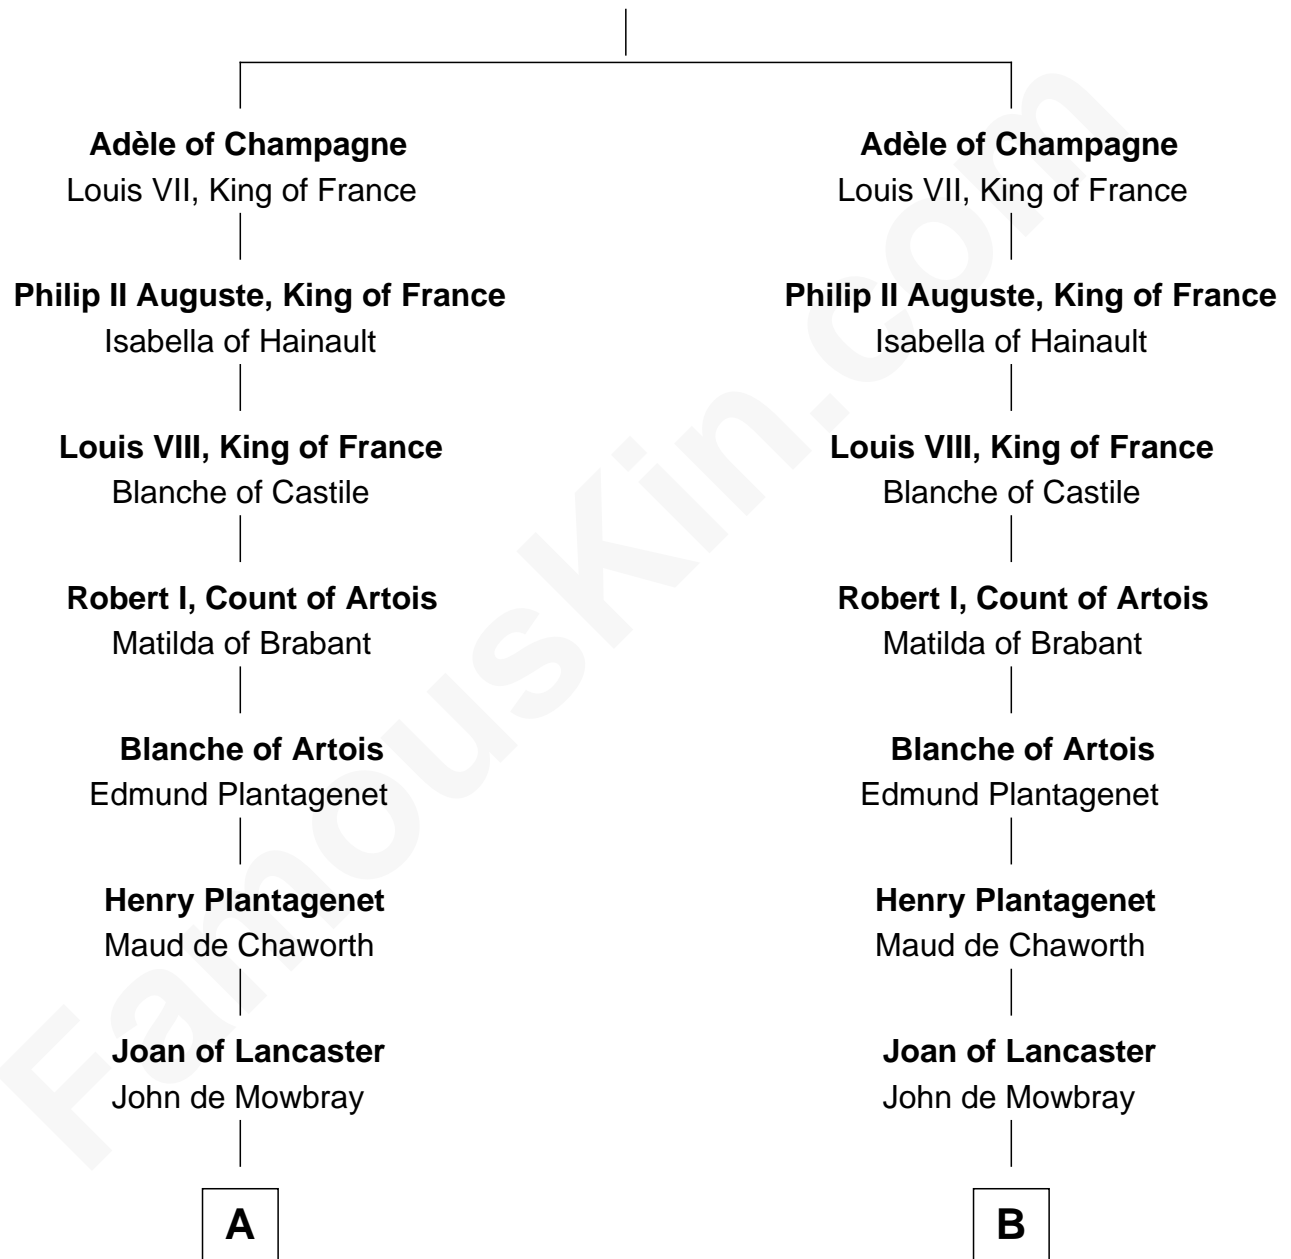 Adèle of Champagne
Louis VII, King of France
Philip II Auguste, King of France
Isabella of Hainault
Louis VIII, King of France
Blanche of Castile
Robert I, Count of Artois
Matilda of Brabant
Blanche of Artois
Edmund Plantagenet
Henry Plantagenet
Maud de Chaworth
Joan of Lancaster
John de Mowbray
A
Adèle of Champagne
Louis VII, King of France
Philip II Auguste, King of France
Isabella of Hainault
Louis VIII, King of France
Blanche of Castile
Robert I, Count of Artois
Matilda of Brabant
Blanche of Artois
Edmund Plantagenet
Henry Plantagenet
Maud de Chaworth
Joan of Lancaster
John de Mowbray
B
FamousKin.com